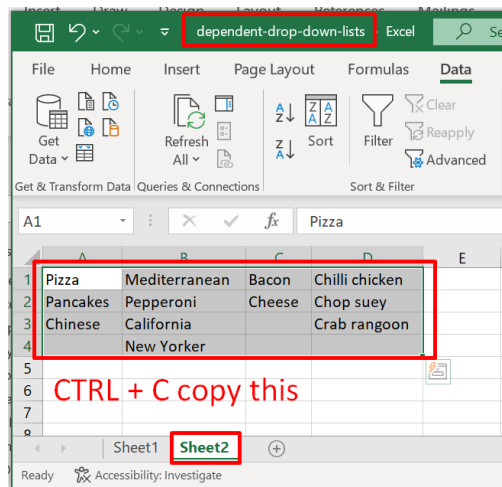 dependent-drop-down-lists - Excel
File Home Insert Page Layout Formulas Data
Get Data
Refresh All
Sort
Filter
Clear
Reapply
Advanced
Get & Transform Data Queries & Connections Sort & Filter
A1 fx Pizza
A B C D E
1 Pizza Mediterranean Bacon Chilli chicken
2 Pancakes Pepperoni Cheese Chop suey
3 Chinese California Crab rangoon
4 New Yorker
5
6
7
8
CTRL + C copy this
Sheet1 Sheet2
Ready Accessibility: Investigate